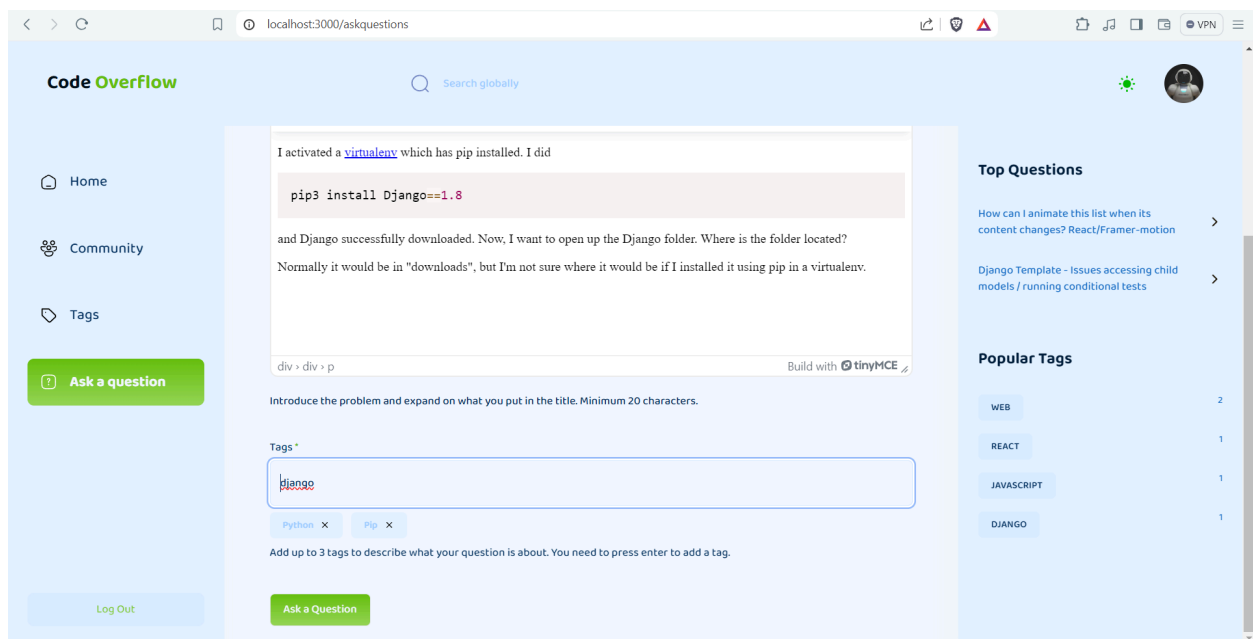 localhost:3000/askquestions
VPN
Code Overflow
Search globally
Home
Community
Tags
Ask a question
Log Out
I activated a virtualenv which has pip installed. I did
pip3 install Django==1.8
and Django successfully downloaded. Now, I want to open up the Django folder. Where is the folder located?
Normally it would be in "downloads", but I'm not sure where it would be if I installed it using pip in a virtualenv.
div › div › p
Build with tinyMCE
Introduce the problem and expand on what you put in the title. Minimum 20 characters.
Tags *
django
Python × Pip ×
Add up to 3 tags to describe what your question is about. You need to press enter to add a tag.
Ask a Question
Top Questions
How can I animate this list when its
content changes? React/Framer-motion
Django Template - Issues accessing child
models / running conditional tests
Popular Tags
WEB 2
REACT 1
JAVASCRIPT 1
DJANGO 1